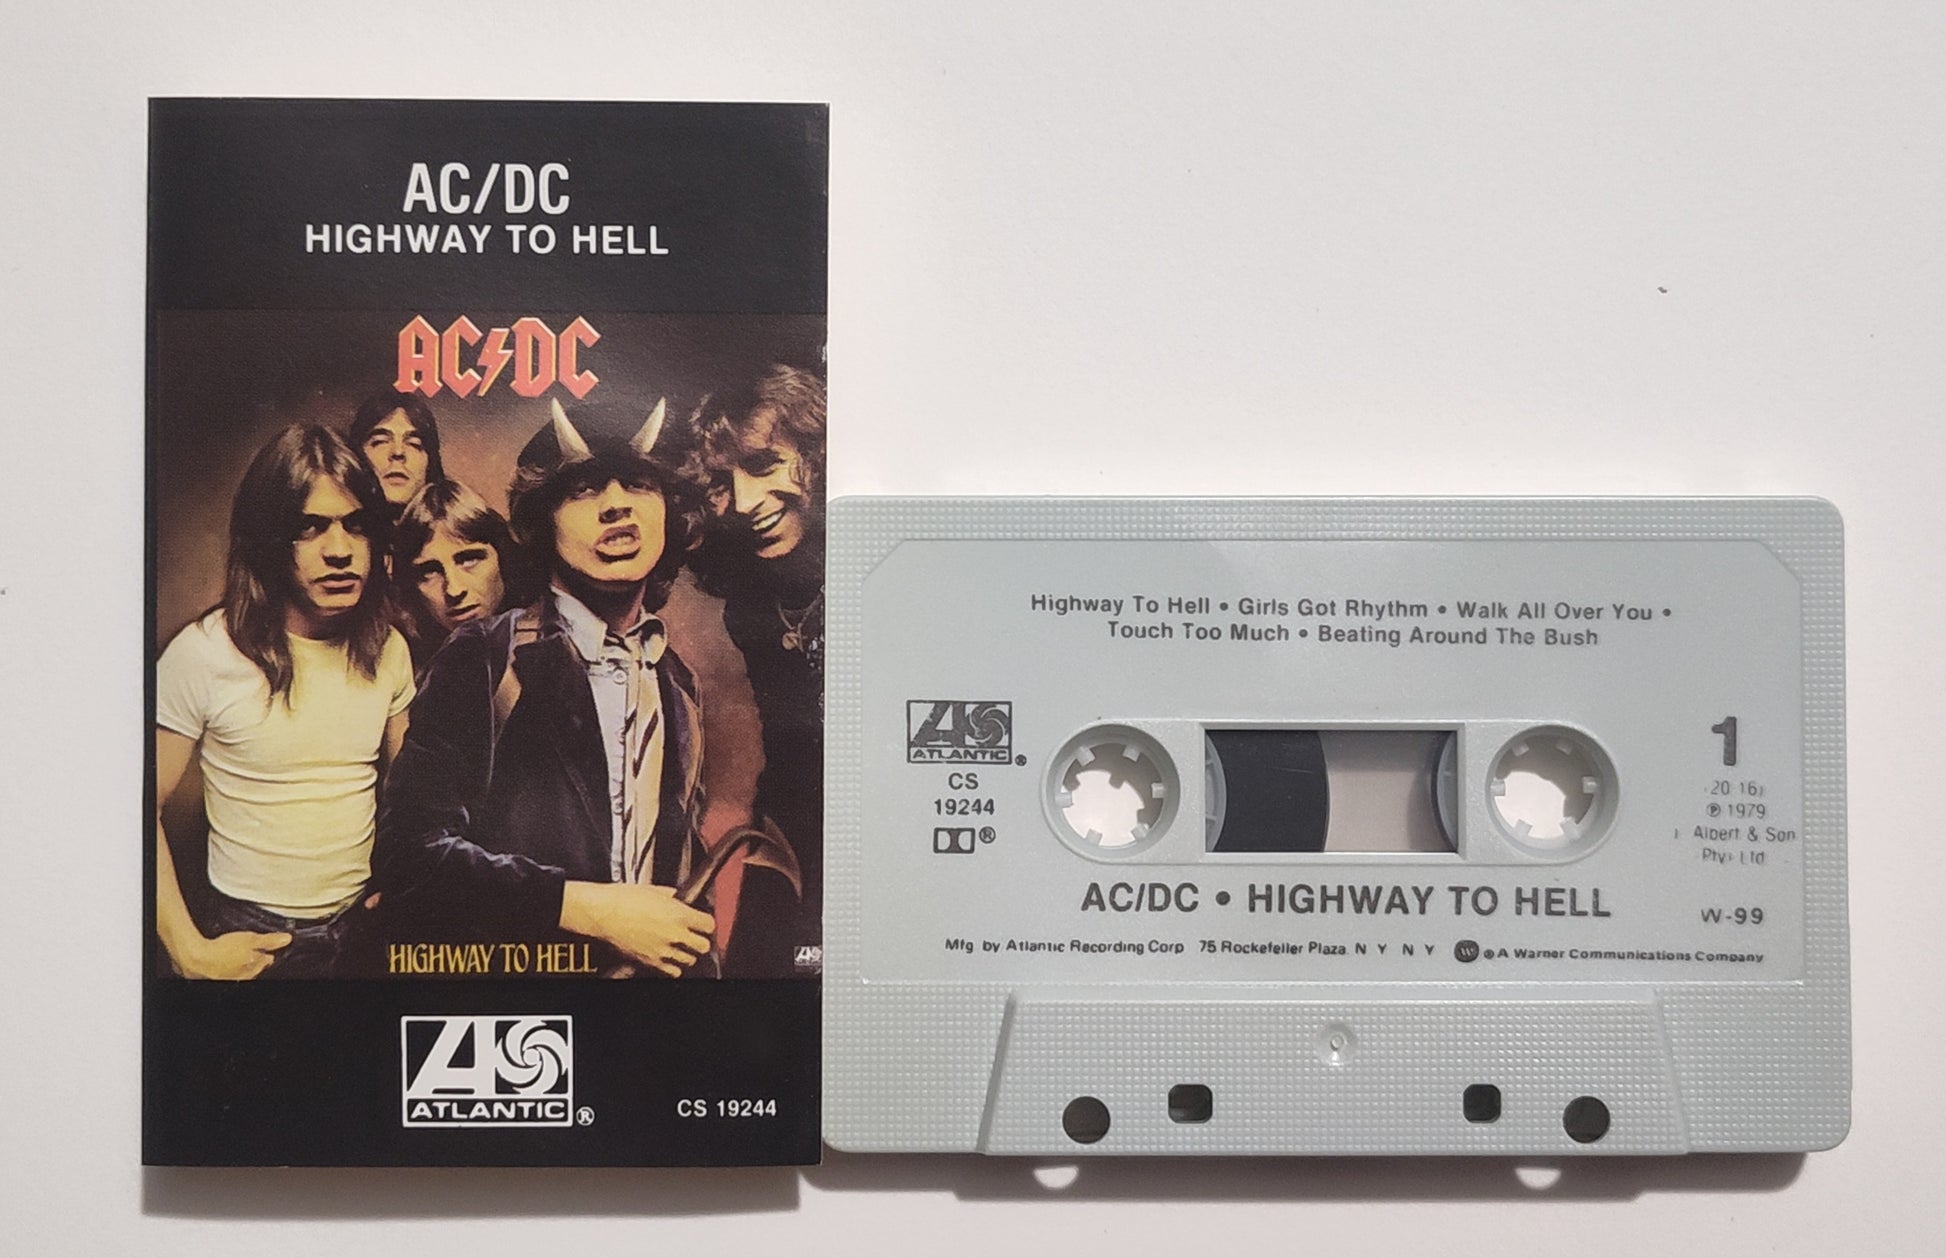 AC/DC
HIGHWAY TO HELL
AC DC
HIGHWAY TO HELL
ATLANTIC ®
CS 19244
Highway To Hell • Girls Got Rhythm • Walk All Over You •
Touch Too Much • Beating Around The Bush
ATLANTIC ®
CS
19244
®
1
20 16
℗ 1979
Albert & Son
Pty Ltd
AC/DC • HIGHWAY TO HELL
W-99
Mfg by Atlantic Recording Corp 75 Rockefeller Plaza N Y N Y ® A Warner Communications Company